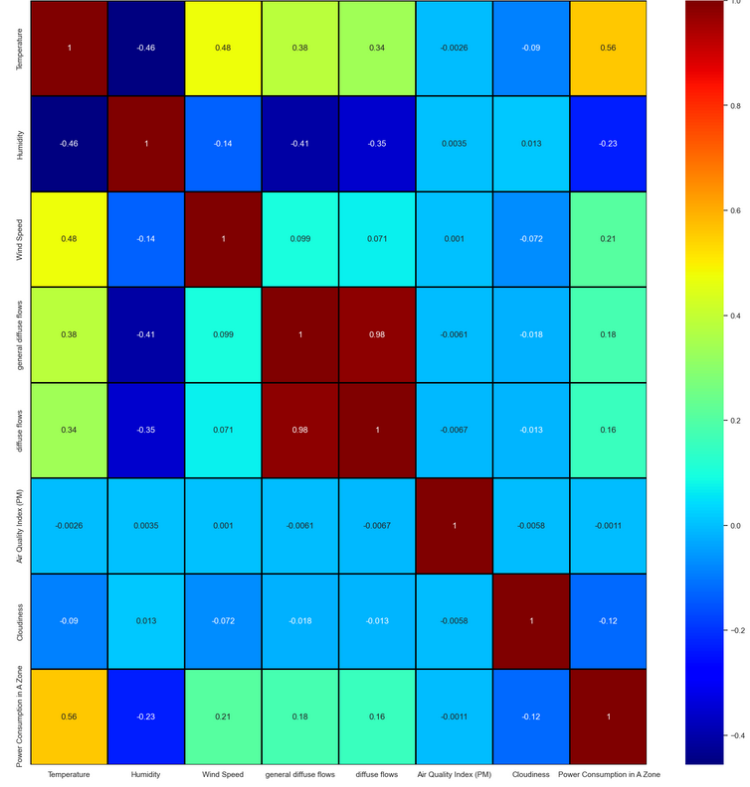 Temperature 1 -0.46 0.48 0.38 0.34 -0.0026 -0.09 0.56
Humidity -0.46 1 -0.14 -0.41 -0.35 0.0035 0.013 -0.23
Wind Speed 0.48 -0.14 1 0.099 0.071 0.001 -0.072 0.21
general diffuse flows 0.38 -0.41 0.099 1 0.98 -0.0061 -0.018 0.18
diffuse flows 0.34 -0.35 0.071 0.98 1 -0.0067 -0.013 0.16
Air Quality Index (PM) -0.0026 0.0035 0.001 -0.0061 -0.0067 1 -0.0058 -0.0011
Cloudiness -0.09 0.013 -0.072 -0.018 -0.013 -0.0058 1 -0.12
Power Consumption in A Zone 0.56 -0.23 0.21 0.18 0.16 -0.0011 -0.12 1
Temperature Humidity Wind Speed general diffuse flows diffuse flows Air Quality Index (PM) Cloudiness Power Consumption in A Zone
1.0
0.8
0.6
0.4
0.2
0.0
−0.2
−0.4